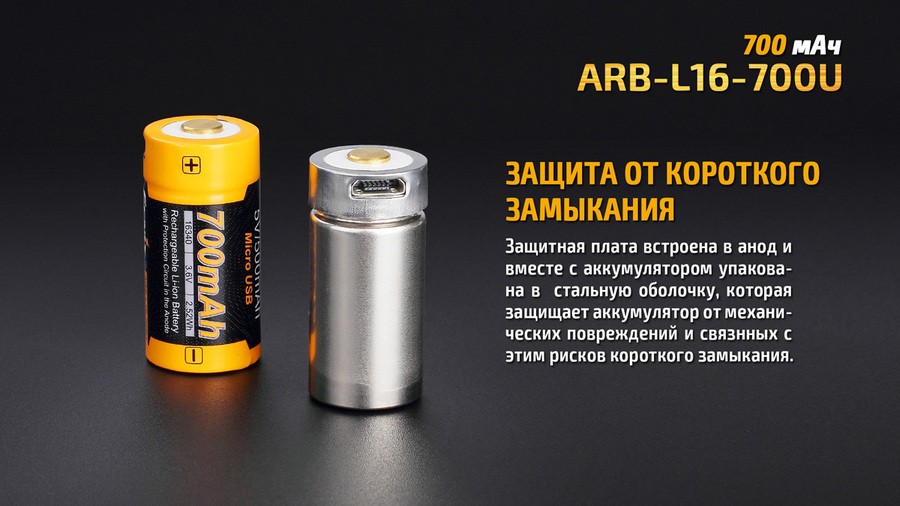 700 мАч
ARB-L16-700U
ЗАЩИТА ОТ КОРОТКОГО
ЗАМЫКАНИЯ
Защитная плата встроена в анод и
вместе с аккумулятором упакова-
на в стальную оболочку, которая
защищает аккумулятор от механи-
ческих повреждений и связнных с
этим рисков короткого замыкания.
+
Micro USB
700mAh
16340 3.6V 2.52Wh
Rechargeable Li-ion Battery
with Protection Circuit in the Anode
−